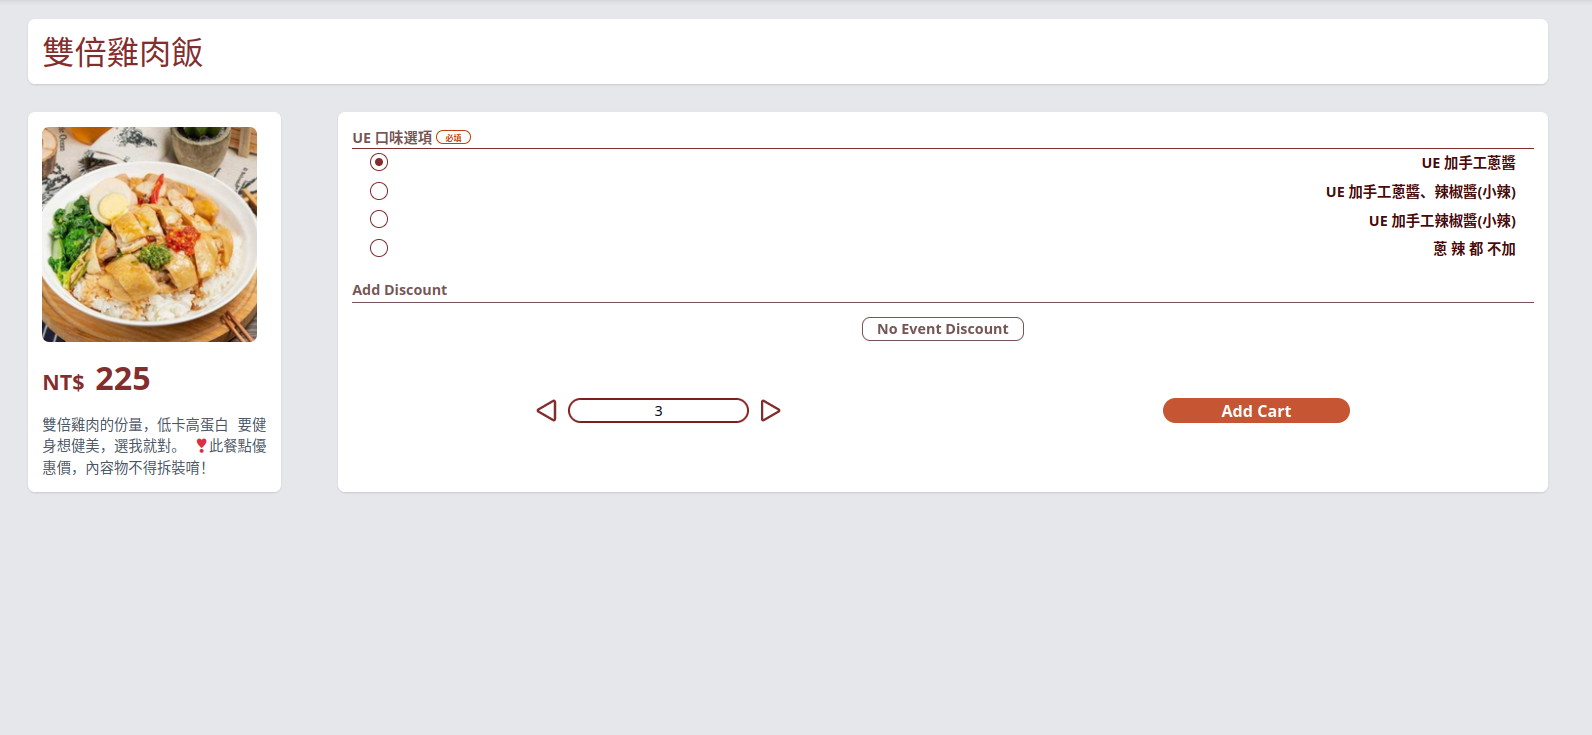 雙倍雞肉飯
UE 口味選項 必填
UE 加手工蔥醬
UE 加手工蔥醬、辣椒醬(小辣)
UE 加手工辣椒醬(小辣)
蔥 辣 都 不加
Add Discount
No Event Discount
3
Add Cart
NT$ 225
雙倍雞肉的份量，低卡高蛋白 要健
身想健美，選我就對。 ❣️此餐點優
惠價，內容物不得拆裝唷！